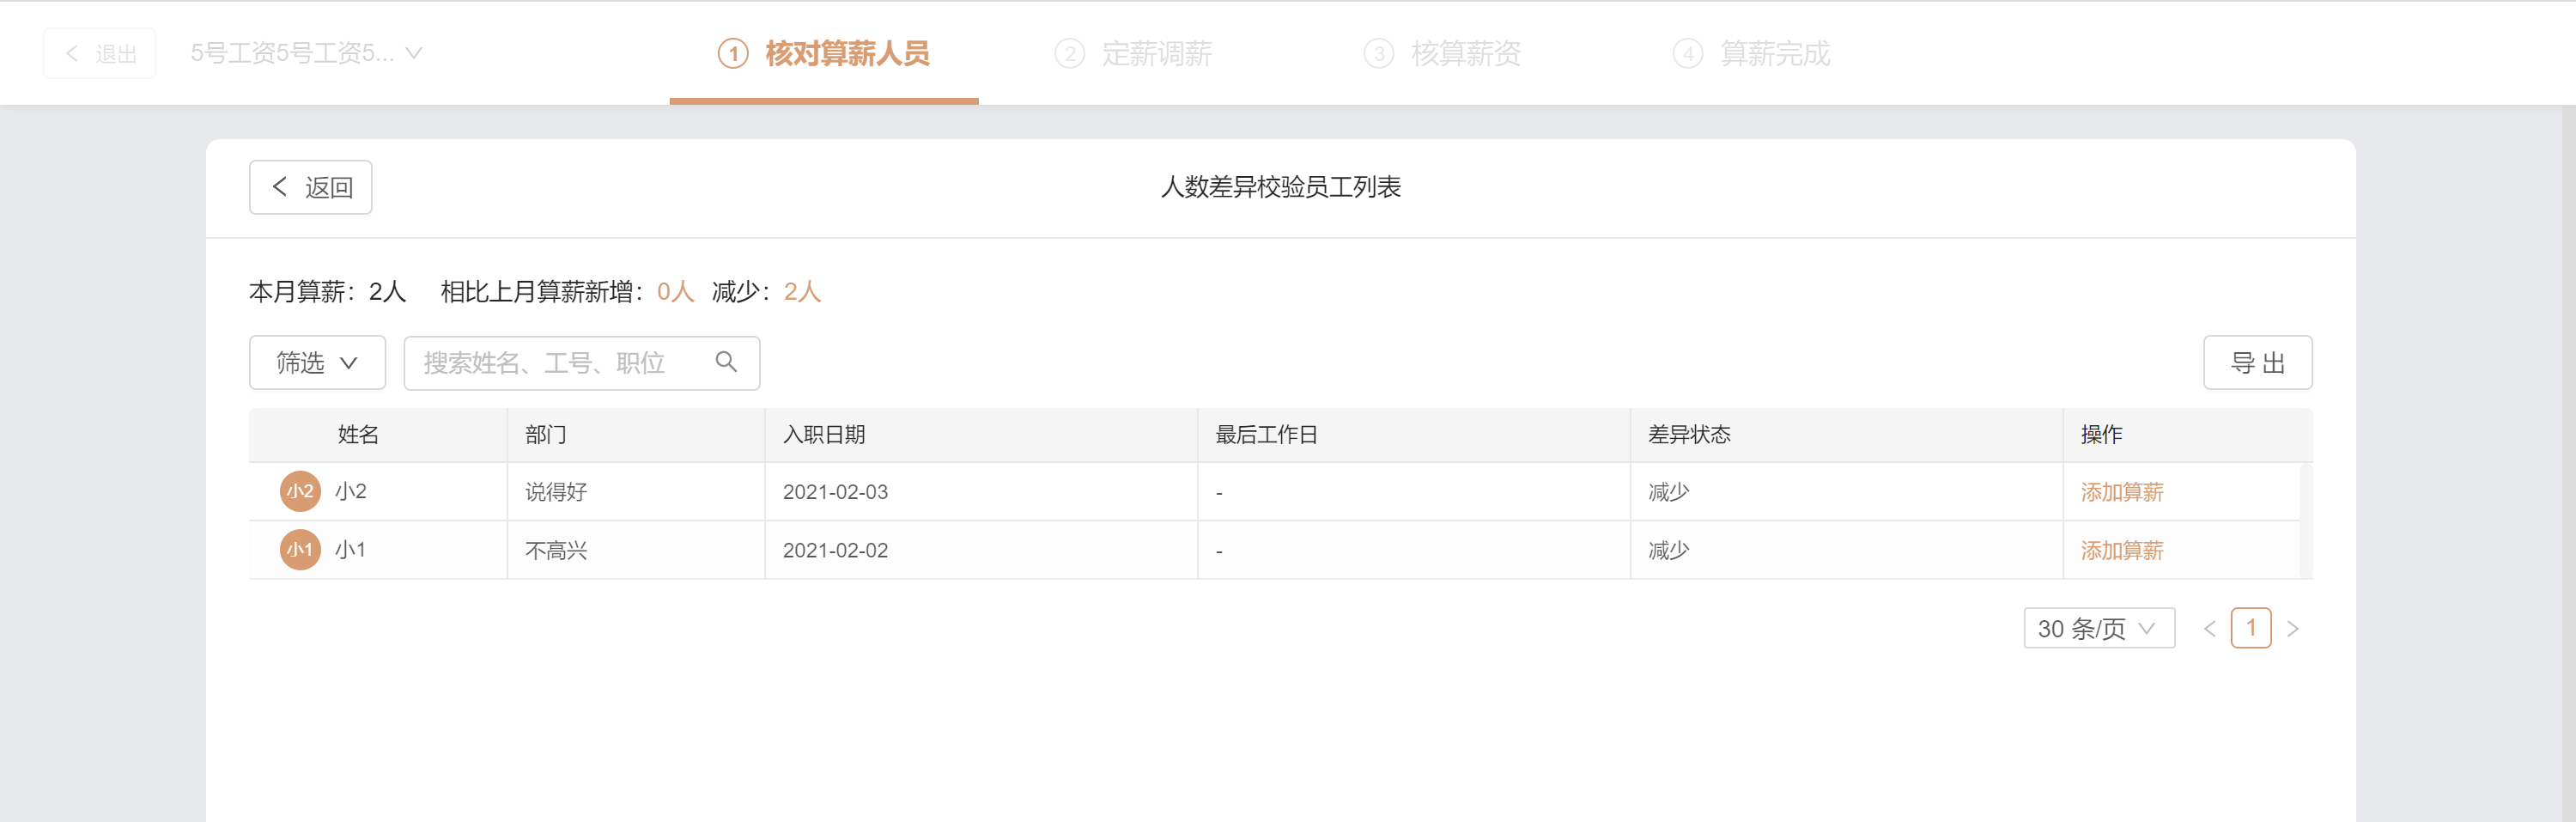 退出 5号工资5号工资5... 1 核对算薪人员 2 定薪调薪 3 核算薪资 4 算薪完成
返回 人数差异校验员工列表
本月算薪：2人 相比上月算薪新增：0人 减少：2人
筛选 搜索姓名、工号、职位 导出
姓名 部门 入职日期 最后工作日 差异状态 操作
小2 小2 说得好 2021-02-03 - 减少 添加算薪
小1 小1 不高兴 2021-02-02 - 减少 添加算薪
30 条/页 1